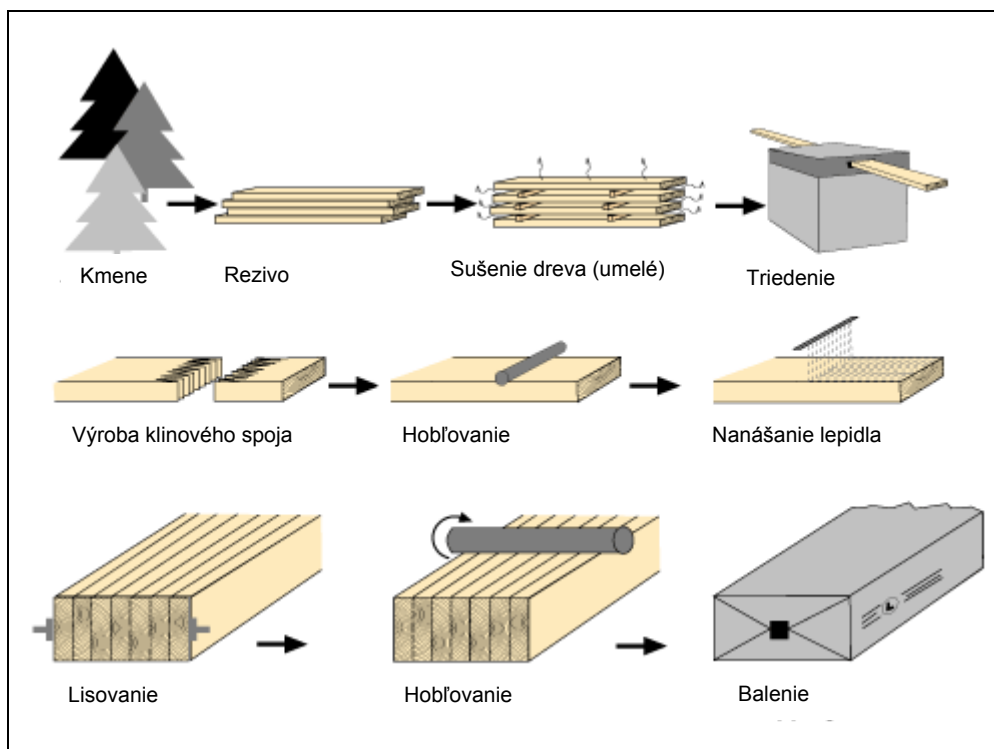 Kmene
Rezivo
Sušenie dreva (umelé)
Triedenie
Výroba klinového spoja
Hobľovanie
Nanášanie lepidla
Lisovanie
Hobľovanie
Balenie